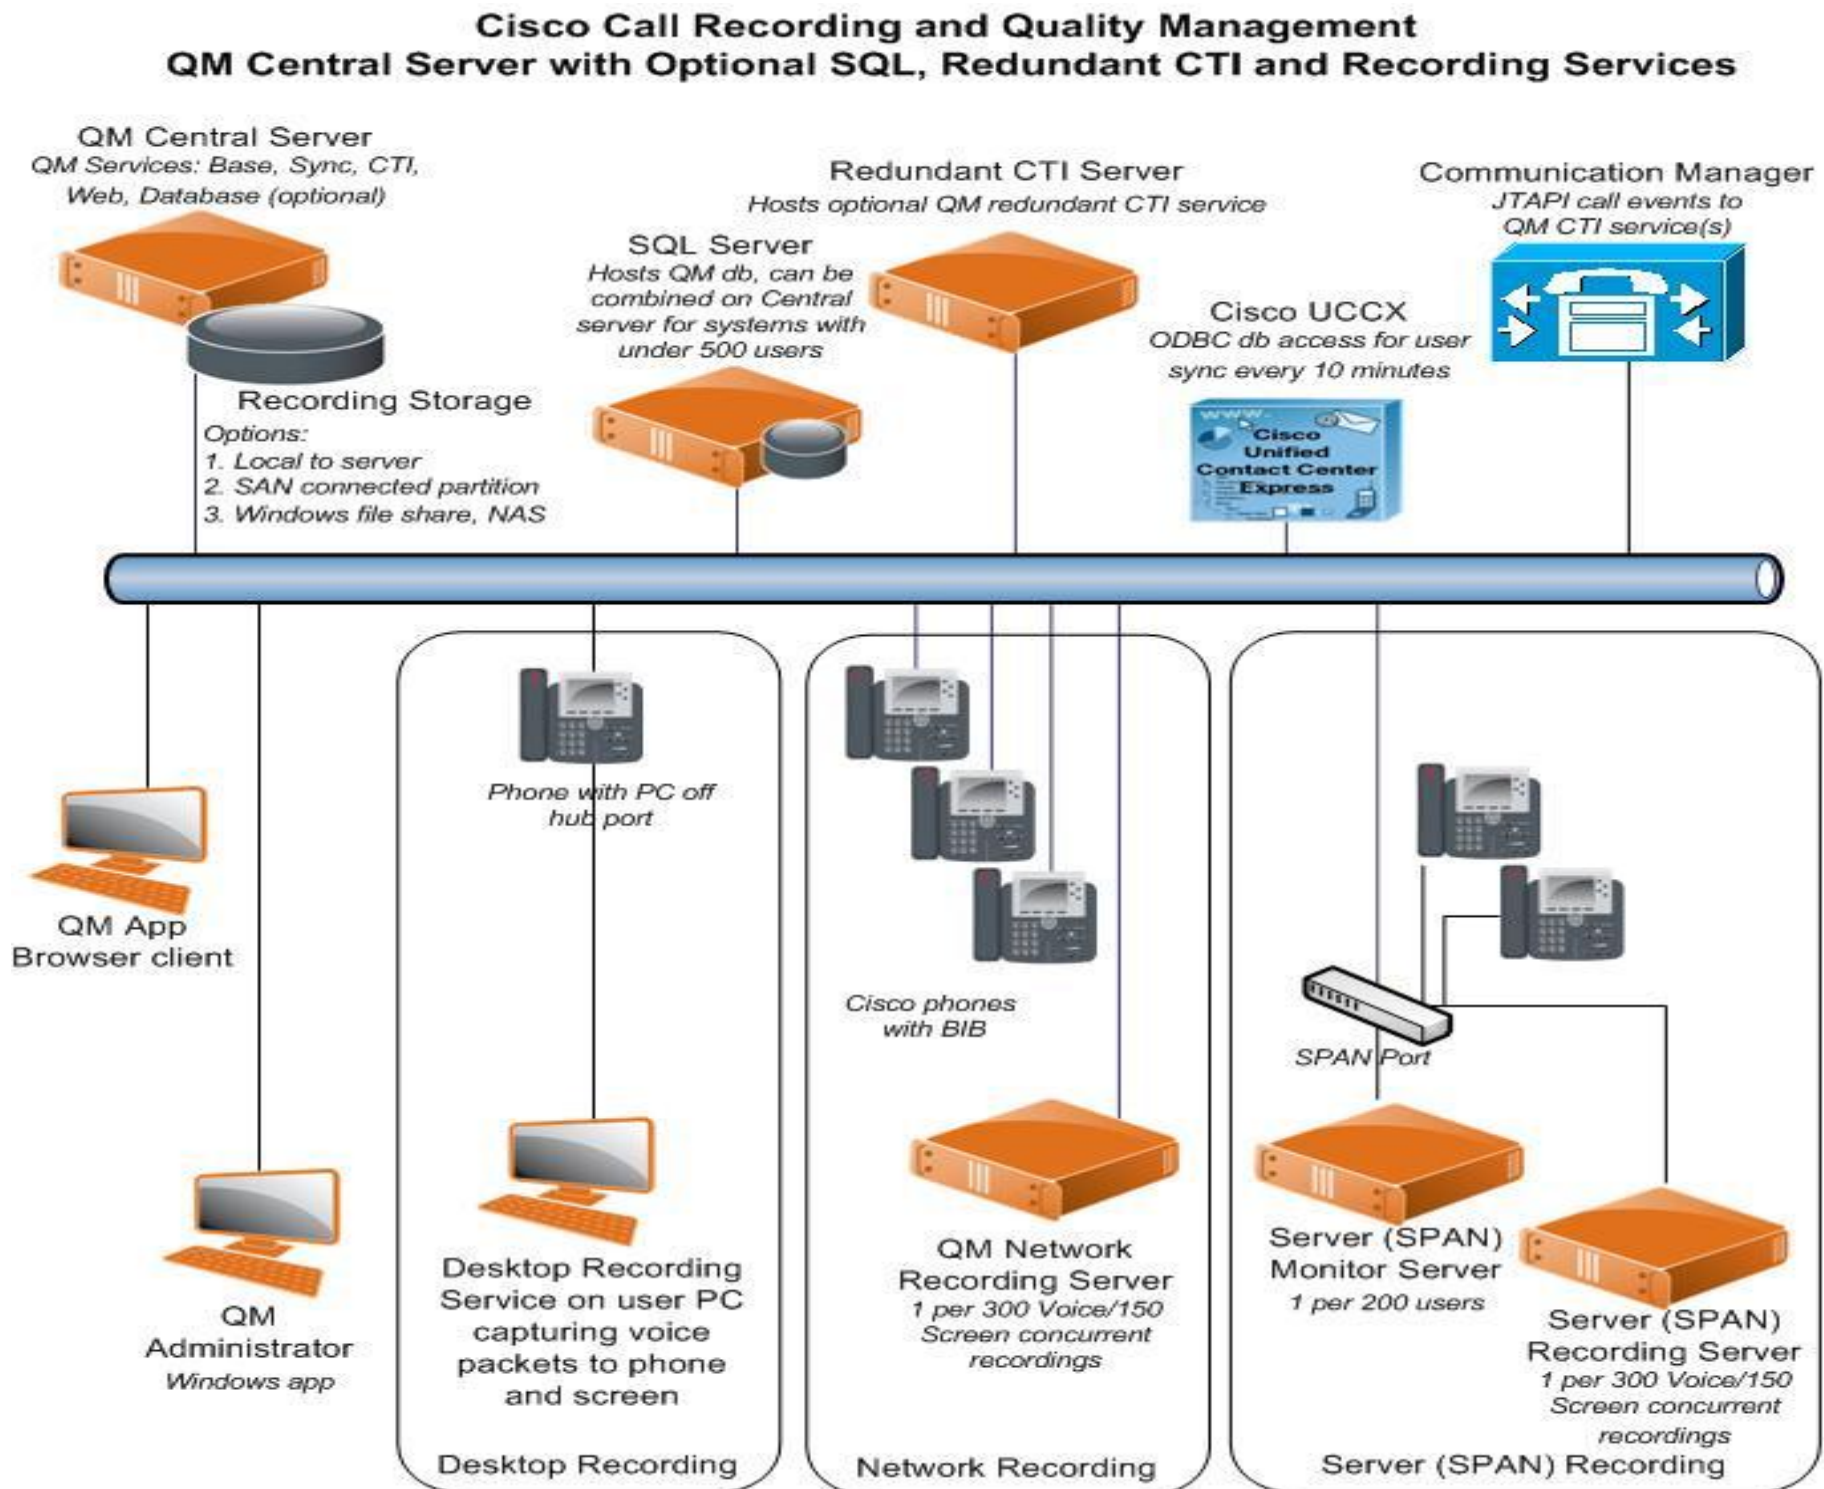 Cisco Call Recording and Quality Management
QM Central Server with Optional SQL, Redundant CTI and Recording Services
QM Central Server
QM Services: Base, Sync, CTI,
Web, Database (optional)
Recording Storage
Options:
1. Local to server
2. SAN connected partition
3. Windows file share, NAS
SQL Server
Hosts QM db, can be
combined on Central
server for systems with
under 500 users
Redundant CTI Server
Hosts optional QM redundant CTI service
Cisco UCCX
ODBC db access for user
sync every 10 minutes
www.
Cisco
Unified
Contact Center
Express
Communication Manager
JTAPI call events to
QM CTI service(s)
QM App
Browser client
QM
Administrator
Windows app
Phone with PC off
hub port
Desktop Recording
Service on user PC
capturing voice
packets to phone
and screen
Desktop Recording
Cisco phones
with BIB
QM Network
Recording Server
1 per 300 Voice/150
Screen concurrent
recordings
Network Recording
SPAN Port
Server (SPAN)
Monitor Server
1 per 200 users
Server (SPAN)
Recording Server
1 per 300 Voice/150
Screen concurrent
recordings
Server (SPAN) Recording